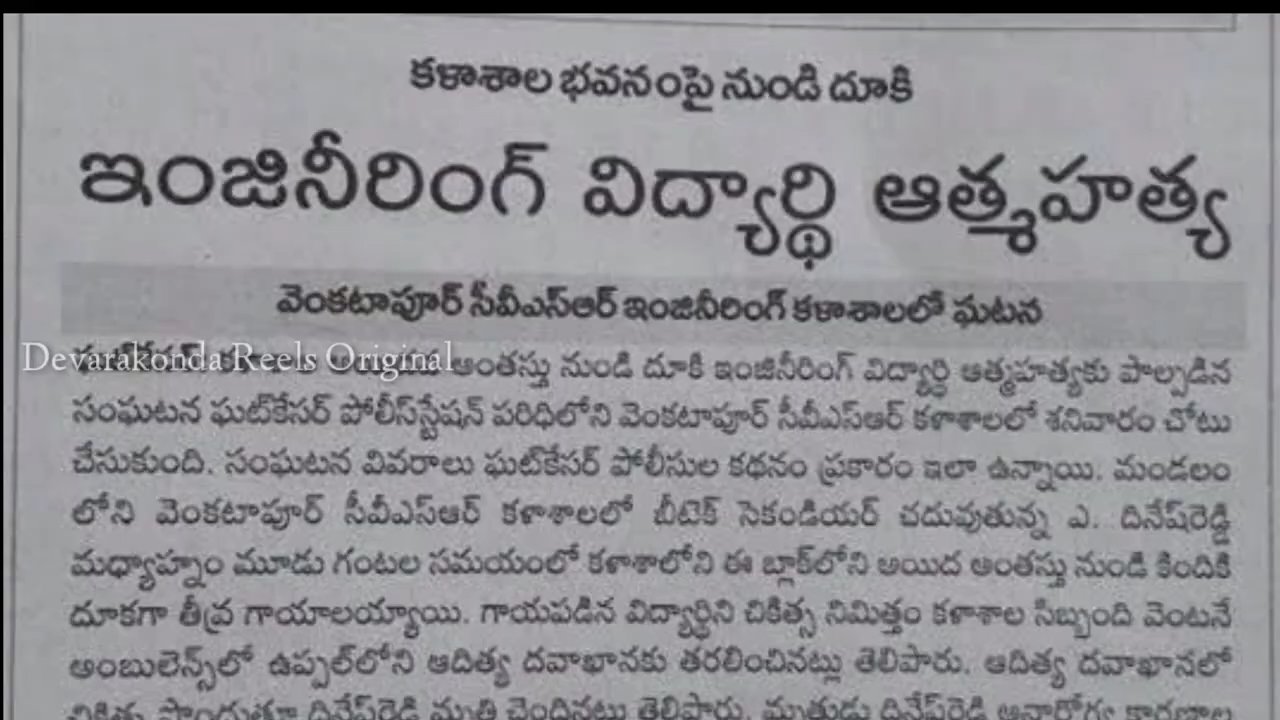 కళాశాల భవనంపై నుండి దూకి
ఇంజినీరింగ్ విద్యార్థి ఆత్మహత్య
వెంకటాపూర్ సీవీఎస్ఆర్ ఇంజినీరింగ్ కళాశాలలో ఘటన
Devarakonda Reels Original
అంతస్తు నుండి దూకి ఇంజినీరింగ్ విద్యార్థి ఆత్మహత్యకు పాల్పడిన
సంఘటన ఘట్‌కేసర్ పోలీస్‌స్టేషన్ పరిధిలోని వెంకటాపూర్ సీవీఎస్ఆర్ కళాశాలలో శనివారం చోటు
చేసుకుంది. సంఘటన వివరాలు ఘట్‌కేసర్ పోలీసుల కథనం ప్రకారం ఇలా ఉన్నాయి. మండలం
లోని వెంకటాపూర్ సీవీఎస్ఆర్ కళాశాలలో బీటెక్ సెకండియర్ చదువుతున్న ఎ. దినేష్‌రెడ్డి
మధ్యాహ్నం మూడు గంటల సమయంలో కళాశాలోని ఈ బ్లాక్‌లోని అయిద అంతస్తు నుండి కిందికి
దూకగా తీవ్ర గాయాలయ్యాయి. గాయపడిన విద్యార్థిని చికిత్స నిమిత్తం కళాశాల సిబ్బంది వెంటనే
అంబులెన్స్‌లో ఉప్పల్‌లోని ఆదిత్య దవాఖానకు తరలించినట్లు తెలిపారు. ఆదిత్య దవాఖానలో
చికిత్స పొందుతూ దినేష్‌రెడ్డి మృతి చెందినట్లు తెలిపారు. మృతుడు దినేష్‌రెడ్డి అనారోగ్య కారణాల